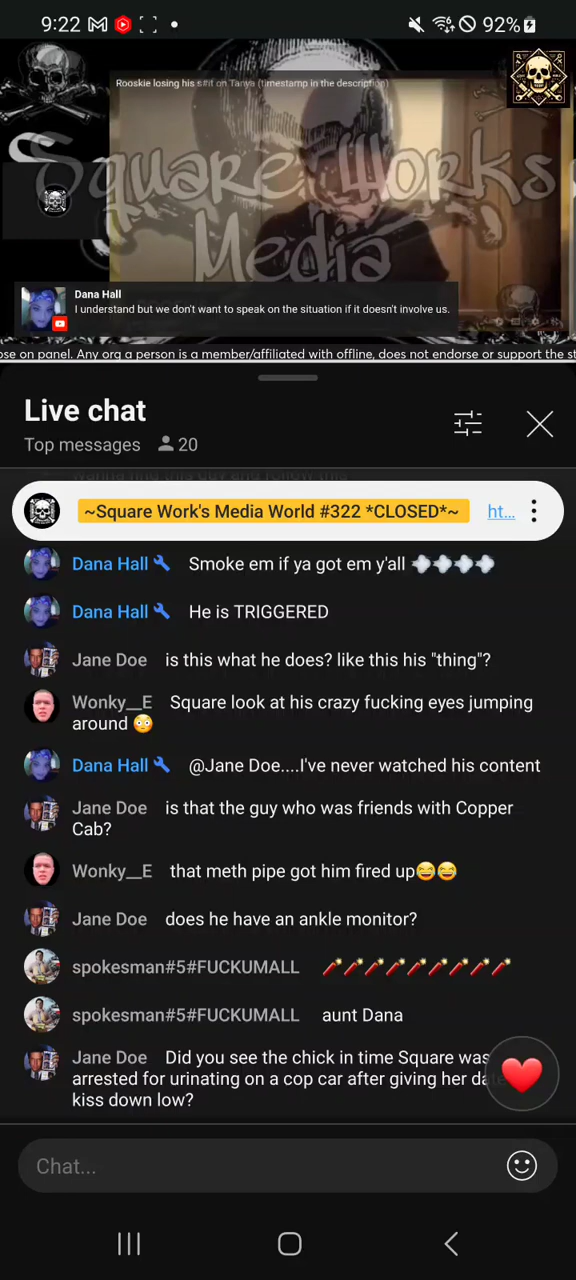 9:22
92%
Rooskie losing his s#it on Tanya (timestamp in the description)
Square Works
Media
Dana Hall
I understand but we don't want to speak on the situation if it doesn't involve us.
ose on panel. Any org a person is a member/affiliated with offline, does not endorse or support the st
Live chat
Top messages 20
wanna find this guy and follow this
~Square Work's Media World #322 *CLOSED*~ ht...
Dana Hall Smoke em if ya got em y'all 💨💨💨💨
Dana Hall He is TRIGGERED
Jane Doe is this what he does? like this his "thing"?
Wonky__E Square look at his crazy fucking eyes jumping
around 😳
Dana Hall @Jane Doe....I've never watched his content
Jane Doe is that the guy who was friends with Copper
Cab?
Wonky__E that meth pipe got him fired up😄😄
Jane Doe does he have an ankle monitor?
spokesman#5#FUCKUMALL 🧨🧨🧨🧨🧨🧨🧨🧨🧨
spokesman#5#FUCKUMALL aunt Dana
Jane Doe Did you see the chick in time Square was
arrested for urinating on a cop car after giving her date
kiss down low?
Chat...